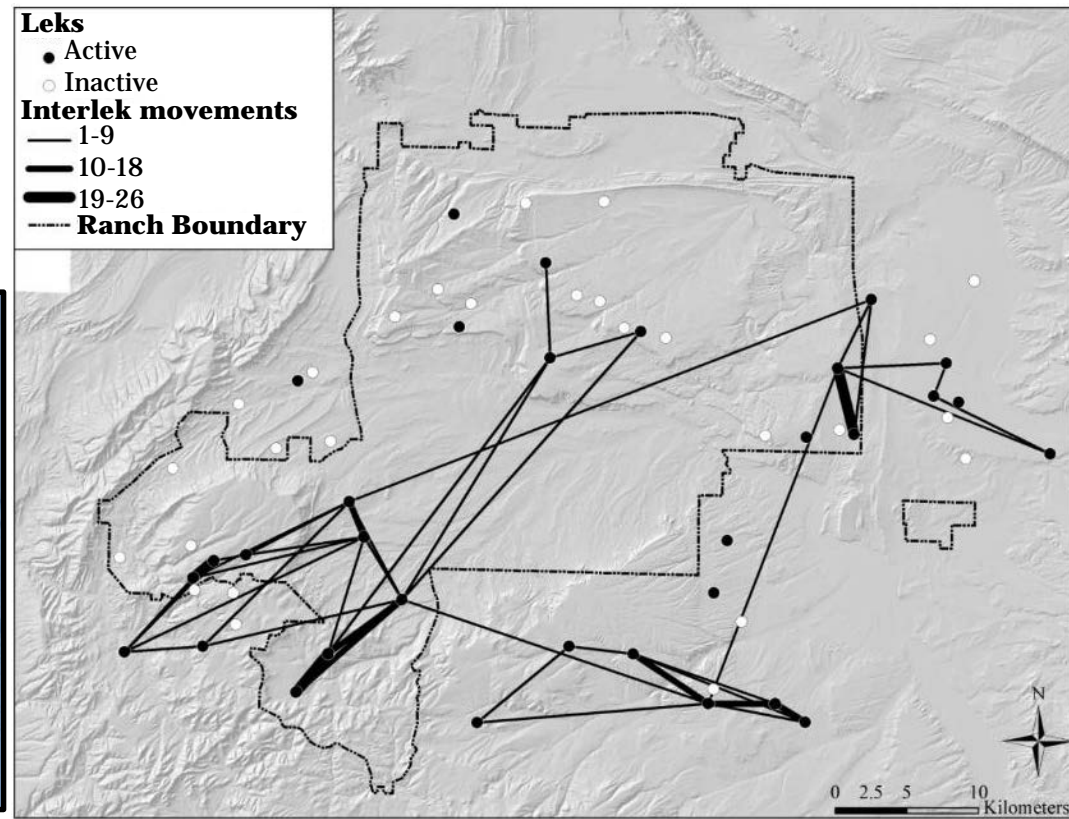 Leks
Active
Inactive
Interlek movements
1-9
10-18
19-26
Ranch Boundary
N
0 2.5 5 10
Kilometers